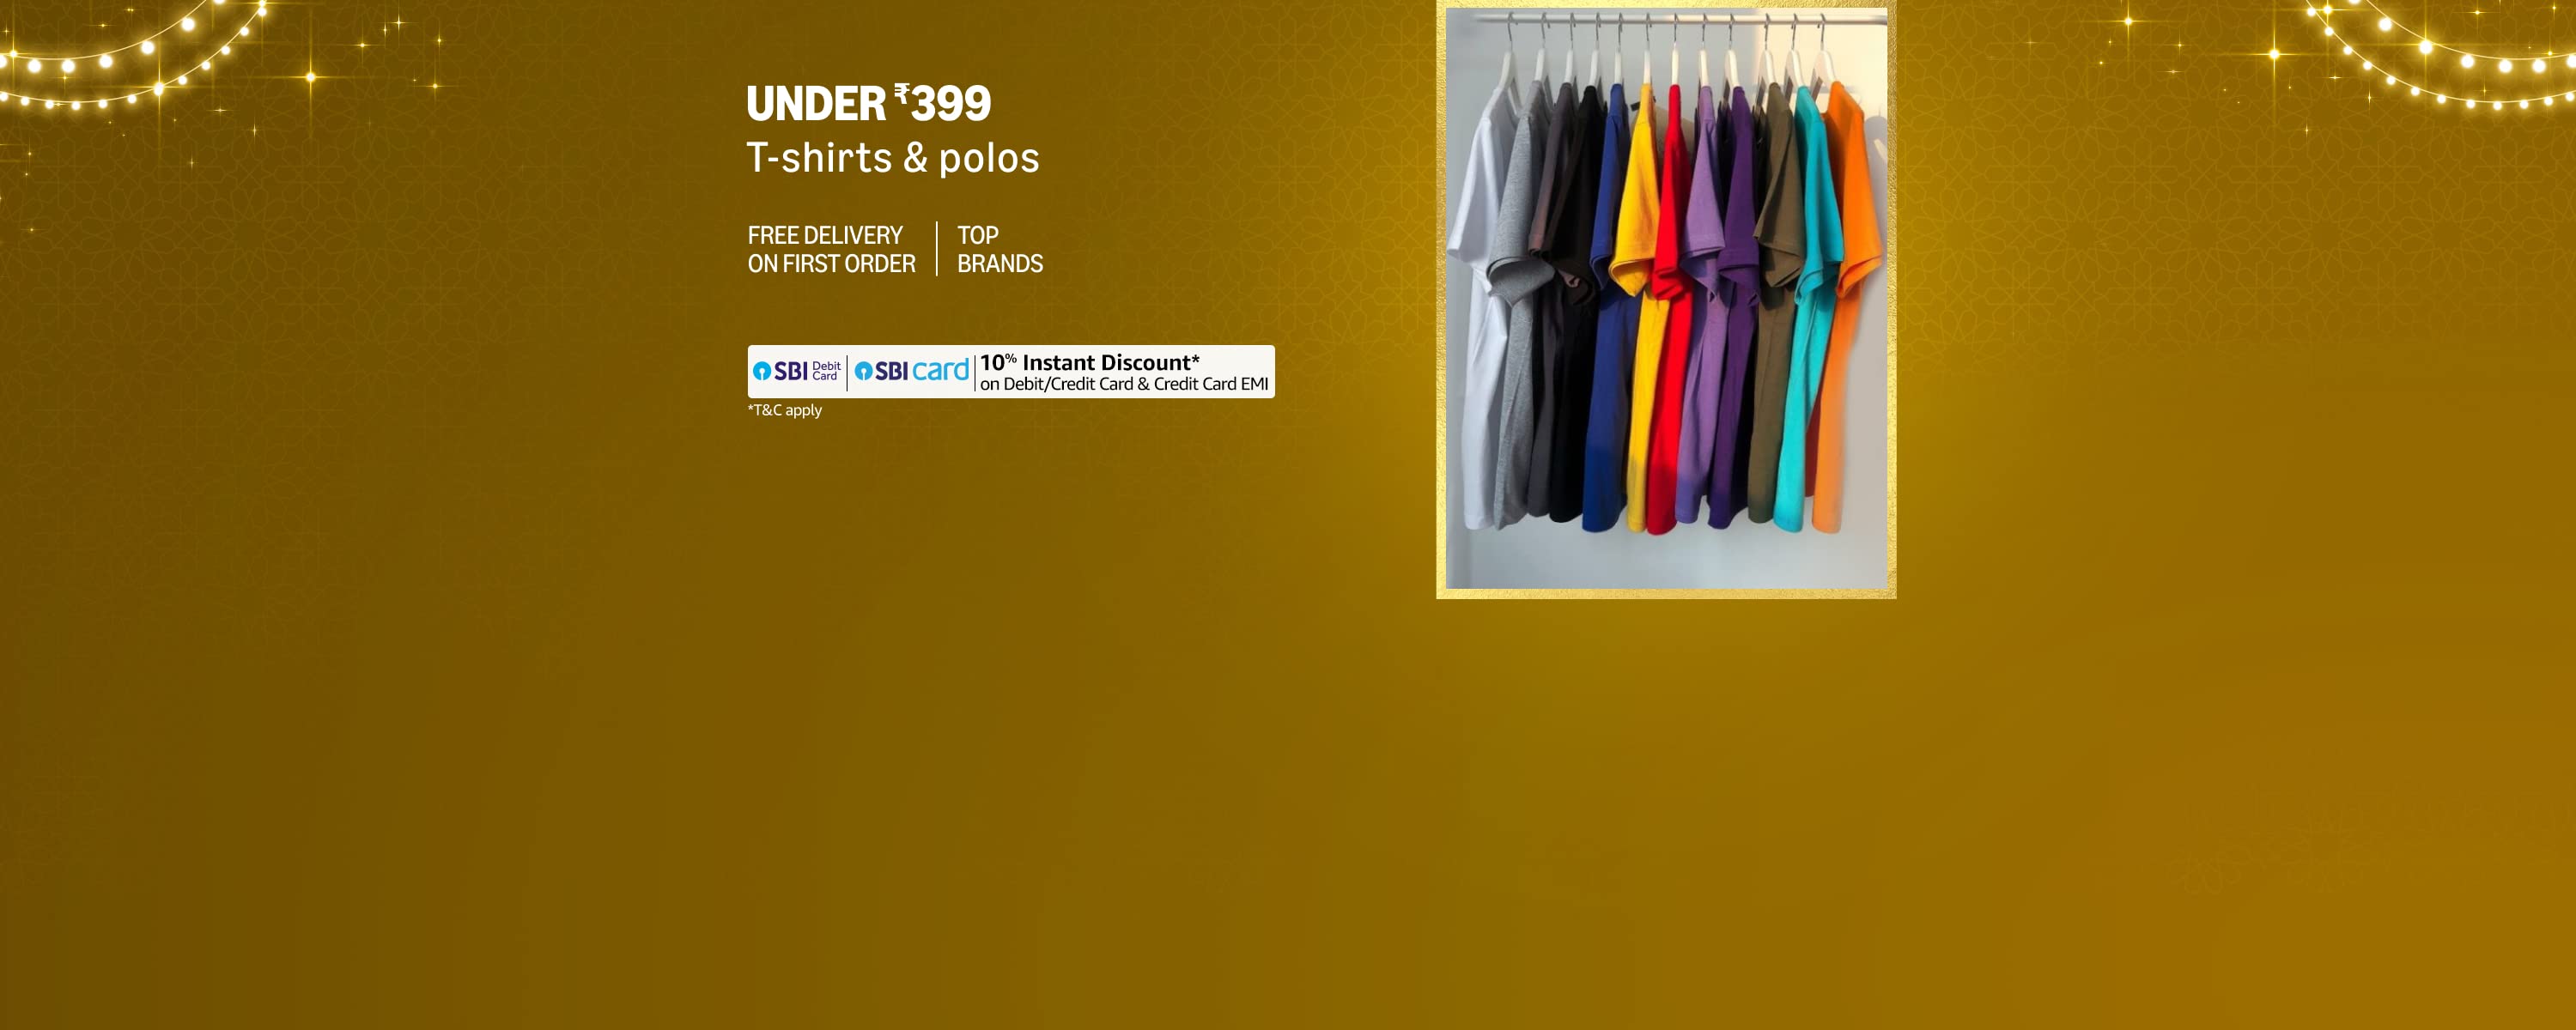 UNDER ₹399
T-shirts & polos
FREE DELIVERY
ON FIRST ORDER
TOP
BRANDS
SBI Debit Card
SBI card
10% Instant Discount*
on Debit/Credit Card & Credit Card EMI
*T&C apply